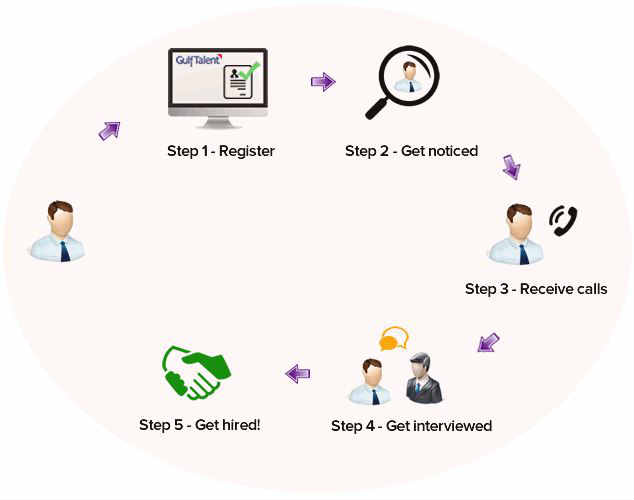 GulfTalent
Step 1 - Register
Step 2 - Get noticed
Step 3 - Receive calls
Step 4 - Get interviewed
Step 5 - Get hired!